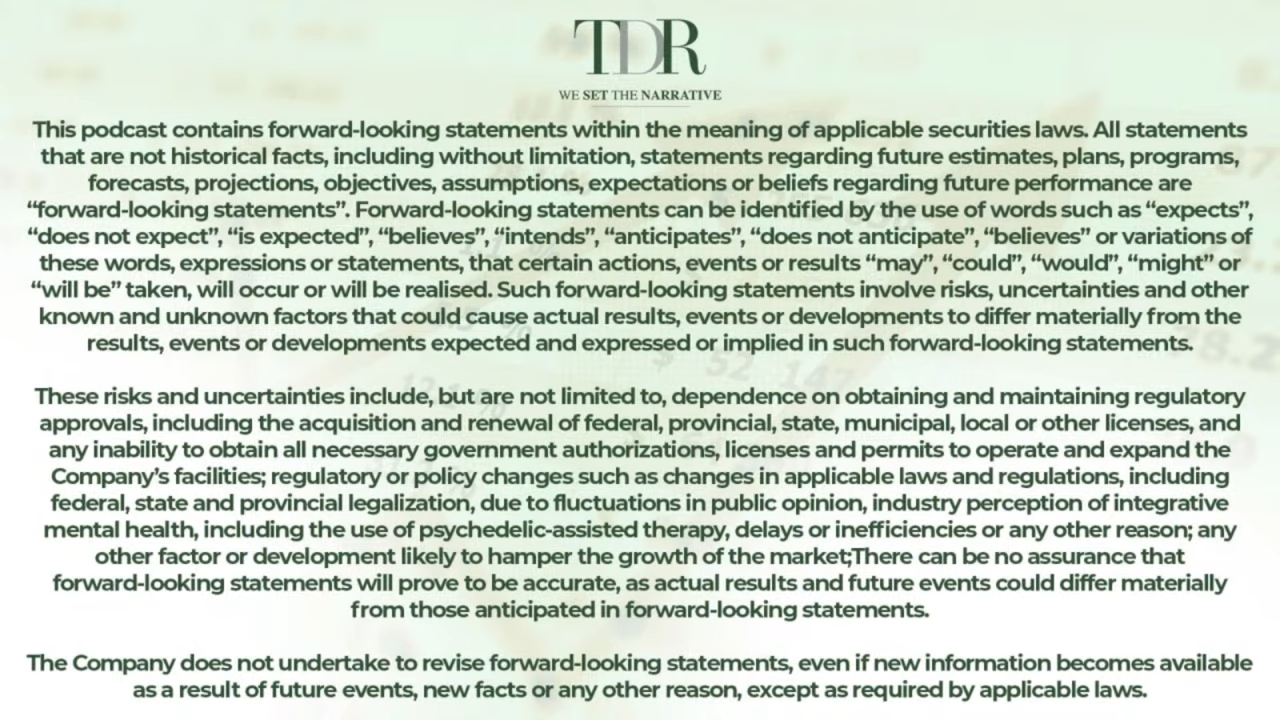 TDR
WE SET THE NARRATIVE
This podcast contains forward-looking statements within the meaning of applicable securities laws. All statements
that are not historical facts, including without limitation, statements regarding future estimates, plans, programs,
forecasts, projections, objectives, assumptions, expectations or beliefs regarding future performance are
“forward-looking statements”. Forward-looking statements can be identified by the use of words such as “expects”,
“does not expect”, “is expected”, “believes”, “intends”, “anticipates”, “does not anticipate”, “believes” or variations of
these words, expressions or statements, that certain actions, events or results “may”, “could”, “would”, “might” or
“will be” taken, will occur or will be realised. Such forward-looking statements involve risks, uncertainties and other
known and unknown factors that could cause actual results, events or developments to differ materially from the
results, events or developments expected and expressed or implied in such forward-looking statements.
These risks and uncertainties include, but are not limited to, dependence on obtaining and maintaining regulatory
approvals, including the acquisition and renewal of federal, provincial, state, municipal, local or other licenses, and
any inability to obtain all necessary government authorizations, licenses and permits to operate and expand the
Company’s facilities; regulatory or policy changes such as changes in applicable laws and regulations, including
federal, state and provincial legalization, due to fluctuations in public opinion, industry perception of integrative
mental health, including the use of psychedelic-assisted therapy, delays or inefficiencies or any other reason; any
other factor or development likely to hamper the growth of the market;There can be no assurance that
forward-looking statements will prove to be accurate, as actual results and future events could differ materially
from those anticipated in forward-looking statements.
The Company does not undertake to revise forward-looking statements, even if new information becomes available
as a result of future events, new facts or any other reason, except as required by applicable laws.